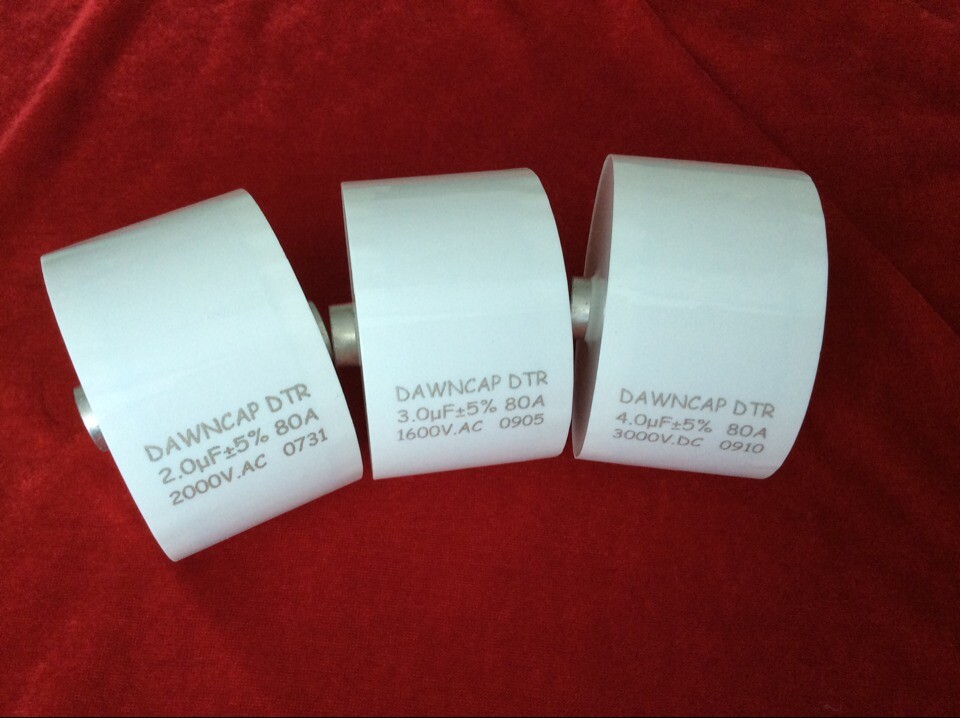 DAWNCAP DTR
2.0µF±5% 80A
2000V.AC 0731
DAWNCAP DTR
3.0µF±5% 80A
1600V.AC 0905
DAWNCAP DTR
4.0µF±5% 80A
3000V.DC 0910